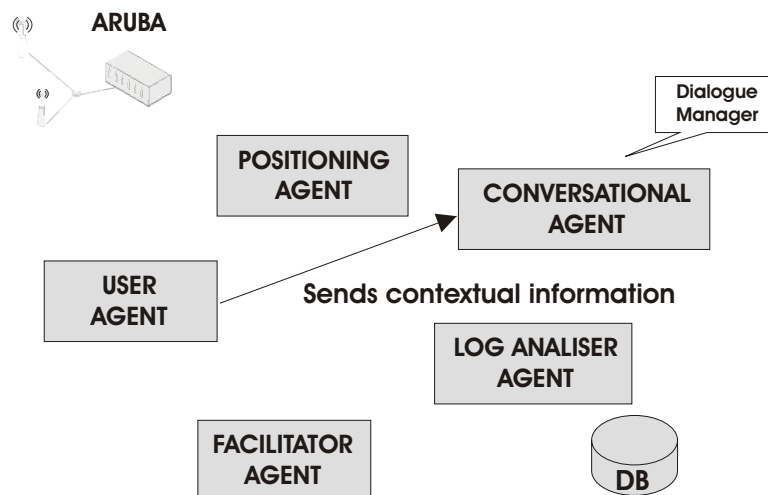 ARUBA
Dialogue
Manager
POSITIONING
AGENT
CONVERSATIONAL
AGENT
USER
AGENT
Sends contextual information
LOG ANALISER
AGENT
FACILITATOR
AGENT
DB